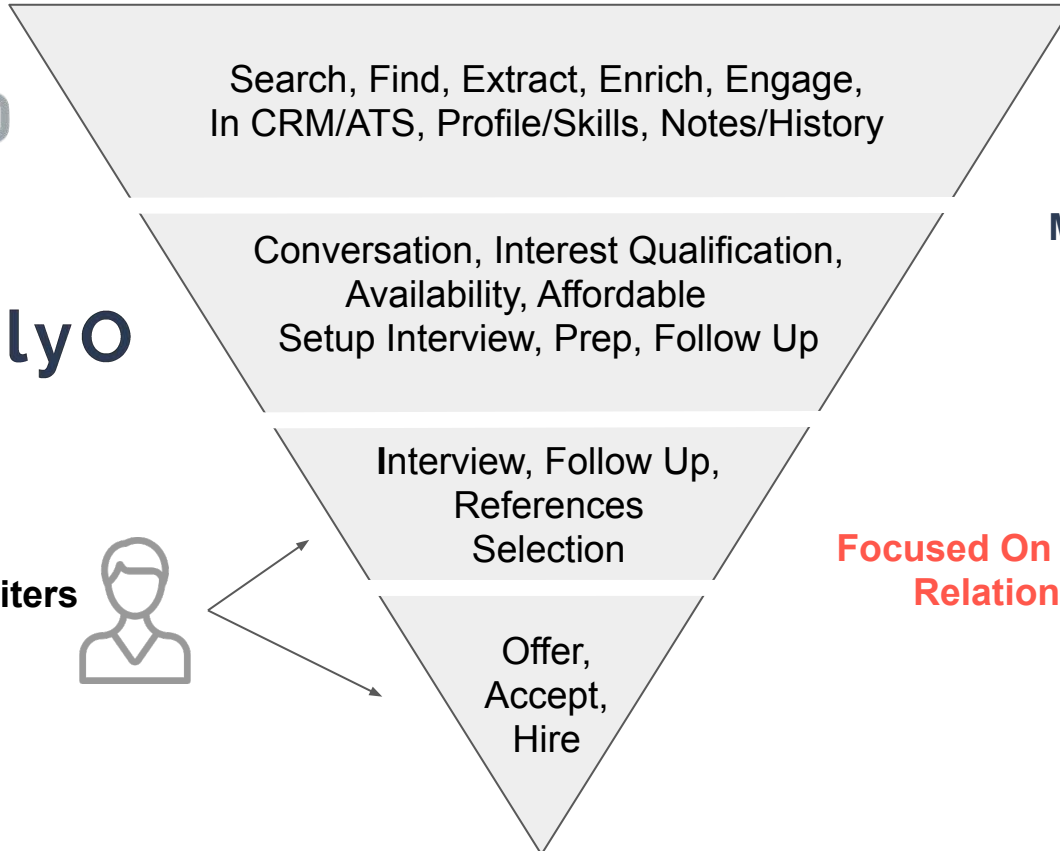 Search, Find, Extract, Enrich, Engage,
In CRM/ATS, Profile/Skills, Notes/History
M
Conversation, Interest Qualification,
Availability, Affordable
Setup Interview, Prep, Follow Up
lyO
Interview, Follow Up,
References
Selection
Focused On
Relation
iters
Offer,
Accept,
Hire